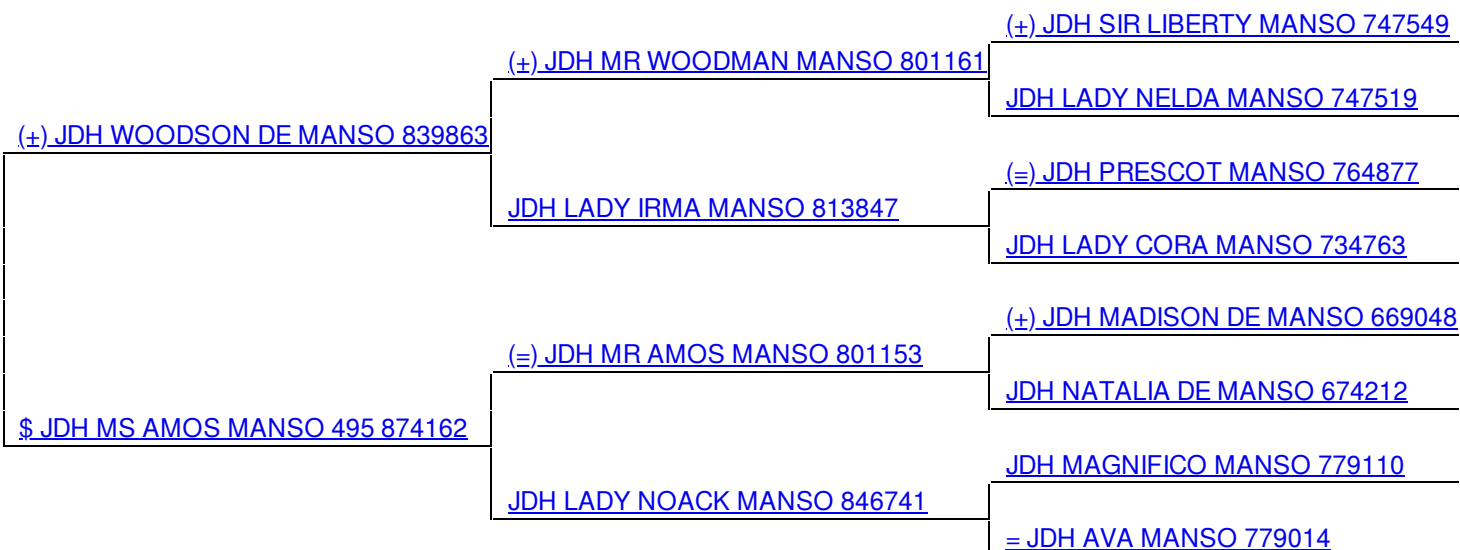 (+) JDH SIR LIBERTY MANSO 747549
(+) JDH MR WOODMAN MANSO 801161
JDH LADY NELDA MANSO 747519
(+) JDH WOODSON DE MANSO 839863
(=) JDH PRESCOT MANSO 764877
JDH LADY IRMA MANSO 813847
JDH LADY CORA MANSO 734763
(+) JDH MADISON DE MANSO 669048
(=) JDH MR AMOS MANSO 801153
JDH NATALIA DE MANSO 674212
$ JDH MS AMOS MANSO 495 874162
JDH MAGNIFICO MANSO 779110
JDH LADY NOACK MANSO 846741
= JDH AVA MANSO 779014